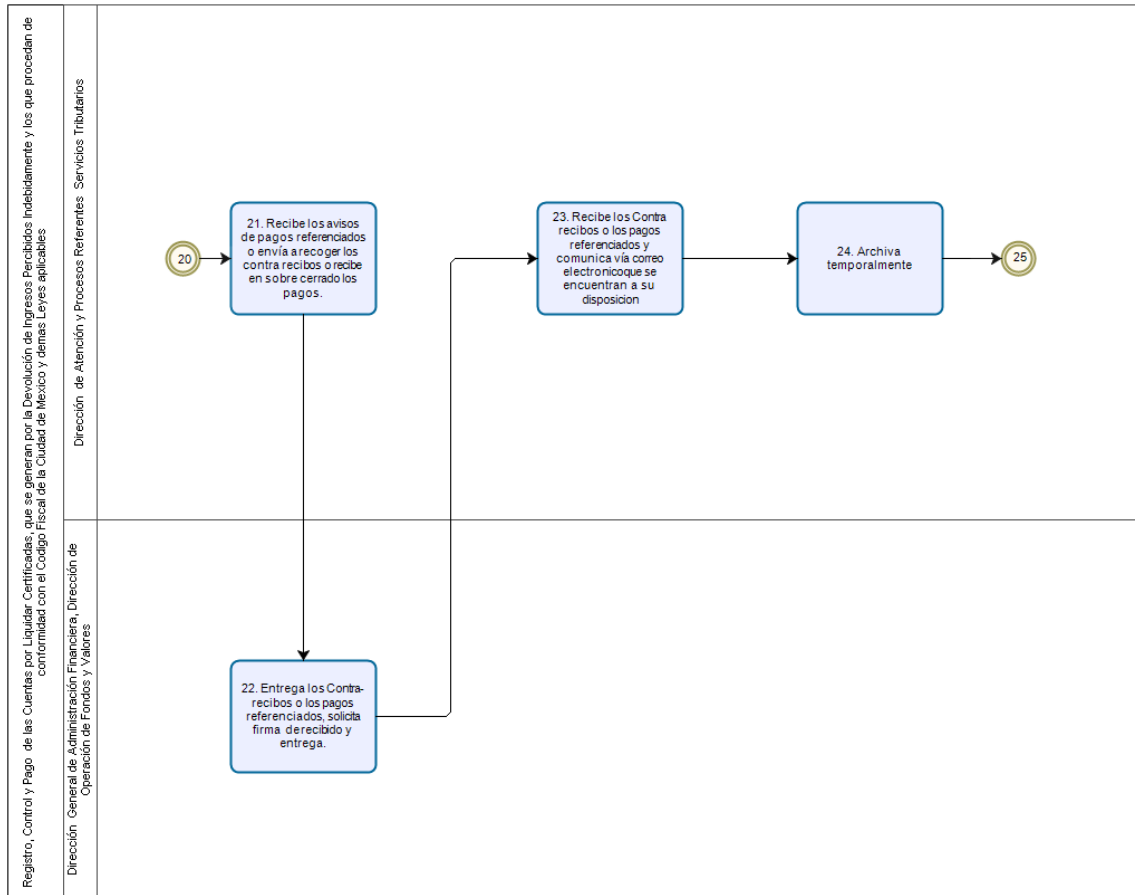 Registro, Control y Pago de las Cuentas por Liquidar Certificadas, que se generan por la Devolución de Ingresos Percibidos Indebidamente y los que procedan de
conformidad con el Codigo Fiscal de la Ciudad de Mexico y demas Leyes aplicables
Dirección de Atención y Procesos Referentes Servicios Tributarios
20
21. Recibe los avisos
de pagos referenciados
o envía a recoger los
contra recibos o recibe
en sobre cerrado los
pagos.
23. Recibe los Contra
recibos o los pagos
referenciados y
comunica vía correo
electronicoque se
encuentran a su
disposicion
24. Archiva
temporalmente
25
Dirección General de Administración Financiera, Dirección de
Operación de Fondos y Valores
22. Entrega los Contra-
recibos o los pagos
referenciados, solicita
firma derecibido y
entrega.